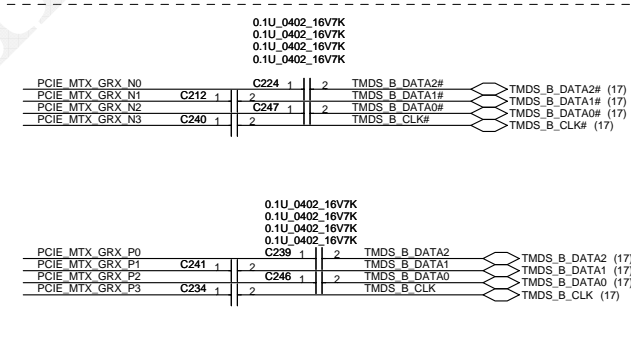 0.1U_0402_16V7K
0.1U_0402_16V7K
0.1U_0402_16V7K
0.1U_0402_16V7K
PCIE_MTX_GRX_N0 C224 1 2 TMDS_B_DATA2# TMDS_B_DATA2# (17)
PCIE_MTX_GRX_N1 C212 1 2 TMDS_B_DATA1# TMDS_B_DATA1# (17)
PCIE_MTX_GRX_N2 C247 1 2 TMDS_B_DATA0# TMDS_B_DATA0# (17)
PCIE_MTX_GRX_N3 C240 1 2 TMDS_B_CLK# TMDS_B_CLK# (17)
0.1U_0402_16V7K
0.1U_0402_16V7K
0.1U_0402_16V7K
0.1U_0402_16V7K
PCIE_MTX_GRX_P0 C239 1 2 TMDS_B_DATA2 TMDS_B_DATA2 (17)
PCIE_MTX_GRX_P1 C241 1 2 TMDS_B_DATA1 TMDS_B_DATA1 (17)
PCIE_MTX_GRX_P2 C246 1 2 TMDS_B_DATA0 TMDS_B_DATA0 (17)
PCIE_MTX_GRX_P3 C234 1 2 TMDS_B_CLK TMDS_B_CLK (17)